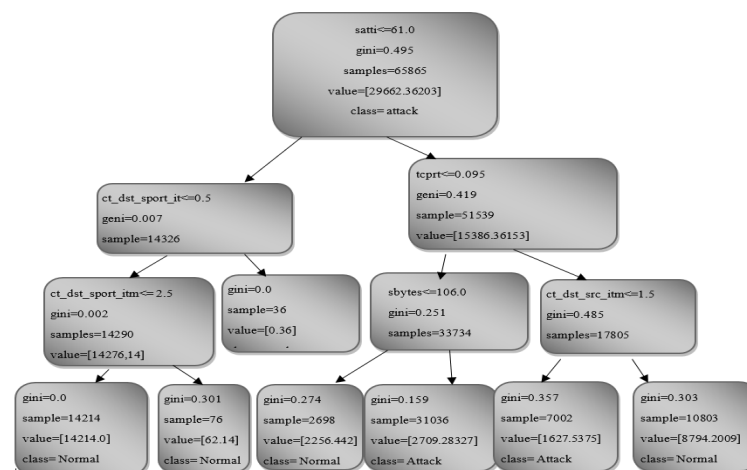 satti<=61.0
gini=0.495
samples=65865
value=[29662.36203]
class= attack
ct_dst_sport_it<=0.5
geni=0.007
sample=14326
tcprt<=0.095
geni=0.419
sample=51539
value=[15386.36153]
ct_dst_sport_itm<= 2.5
gini=0.002
samples=14290
value=[14276,14]
gini=0.0
sample=36
value=[0.36]
sbytes<=106.0
gini=0.251
samples=33734
ct_dst_src_itm<=1.5
gini=0.485
samples=17805
gini=0.0
sample=14214
value=[14214.0]
class= Normal
gini=0.301
sample=76
value=[62.14]
class= Normal
gini=0.274
sample=2698
value=[2256.442]
class= Normal
gini=0.159
sample=31036
value=[2709.28327]
class= Attack
gini=0.357
sample=7002
value=[1627.5375]
class= Attack
gini=0.303
sample=10803
value=[8794.2009]
class= Normal